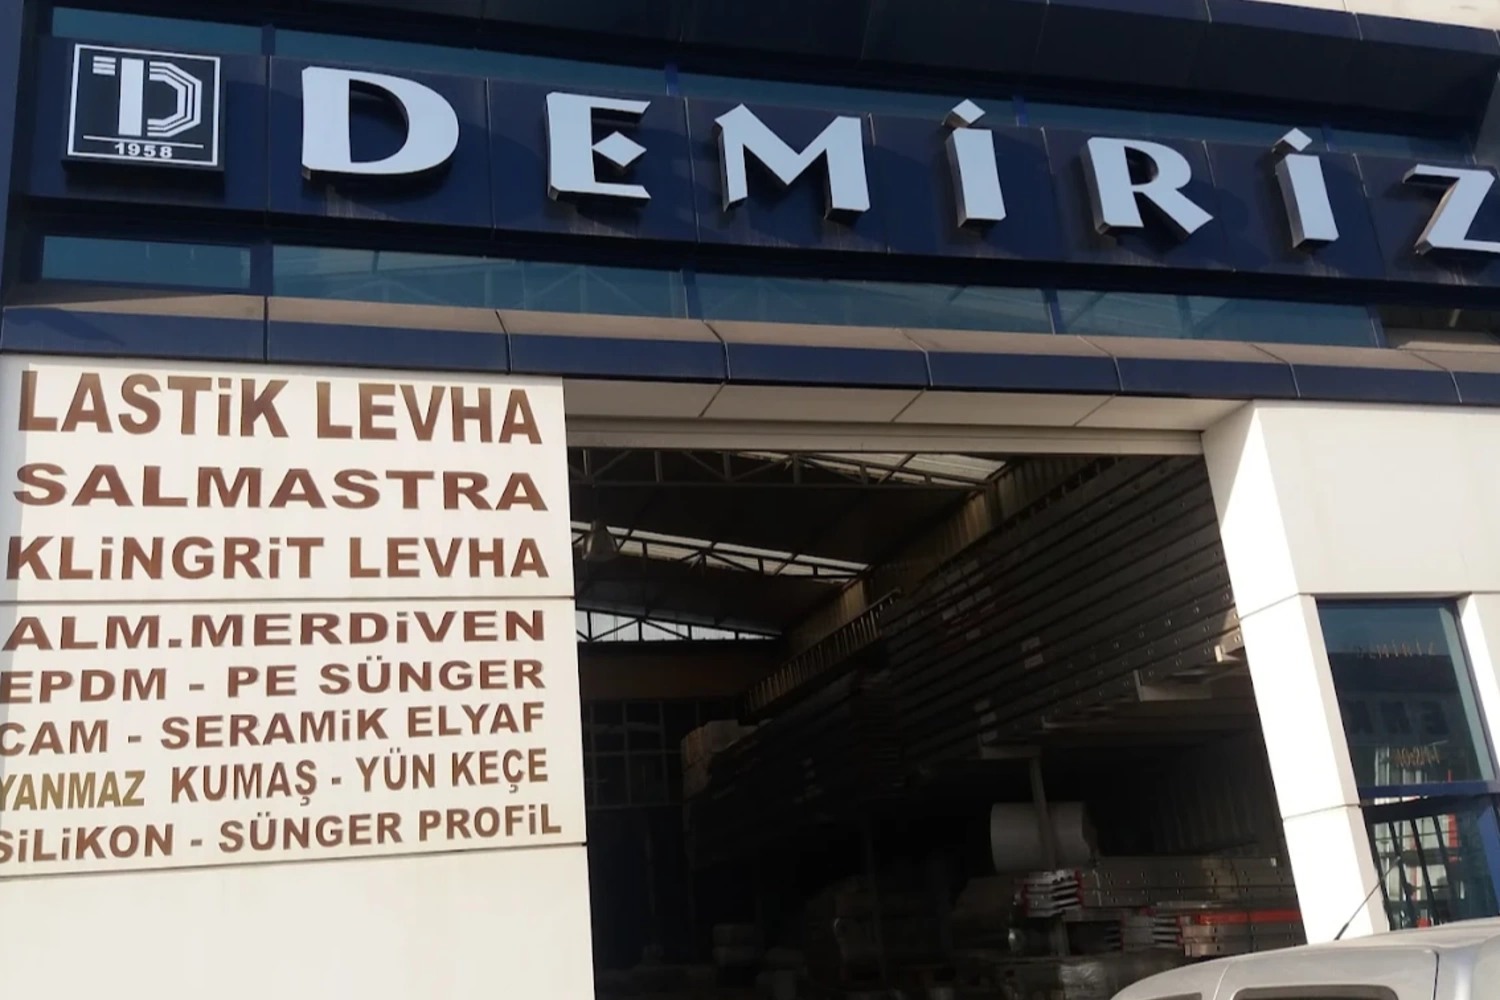 1958
DEMİRİZ
LASTİK LEVHA
SALMASTRA
KLİNGRİT LEVHA
ALM.MERDİVEN
EPDM - PE SÜNGER
CAM - SERAMİK ELYAF
YANMAZ KUMAŞ - YÜN KEÇE
SİLİKON - SÜNGER PROFİL